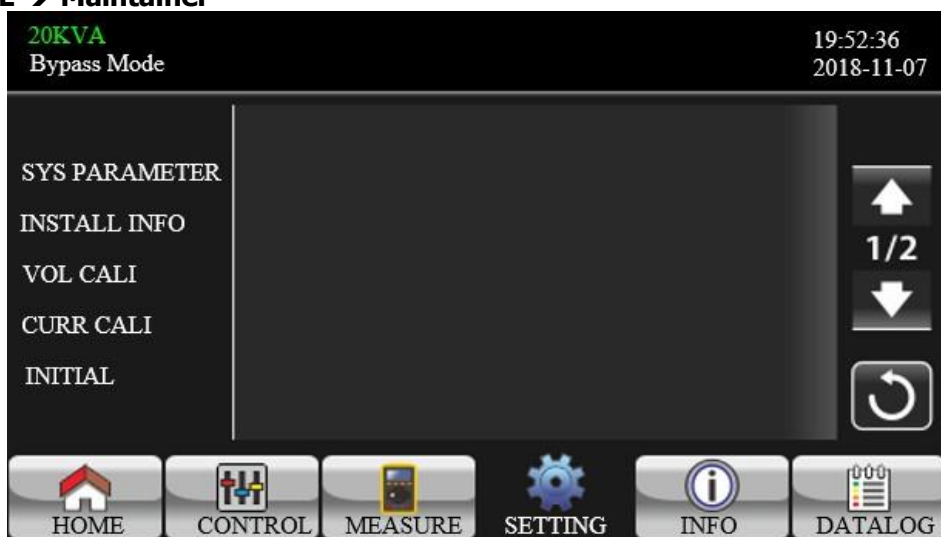 Maintainer
20KVA
Bypass Mode
19:52:36
2018-11-07
SYS PARAMETER
INSTALL INFO
VOL CALI
CURR CALI
INITIAL
1/2
HOME
CONTROL
MEASURE
SETTING
INFO
DATALOG